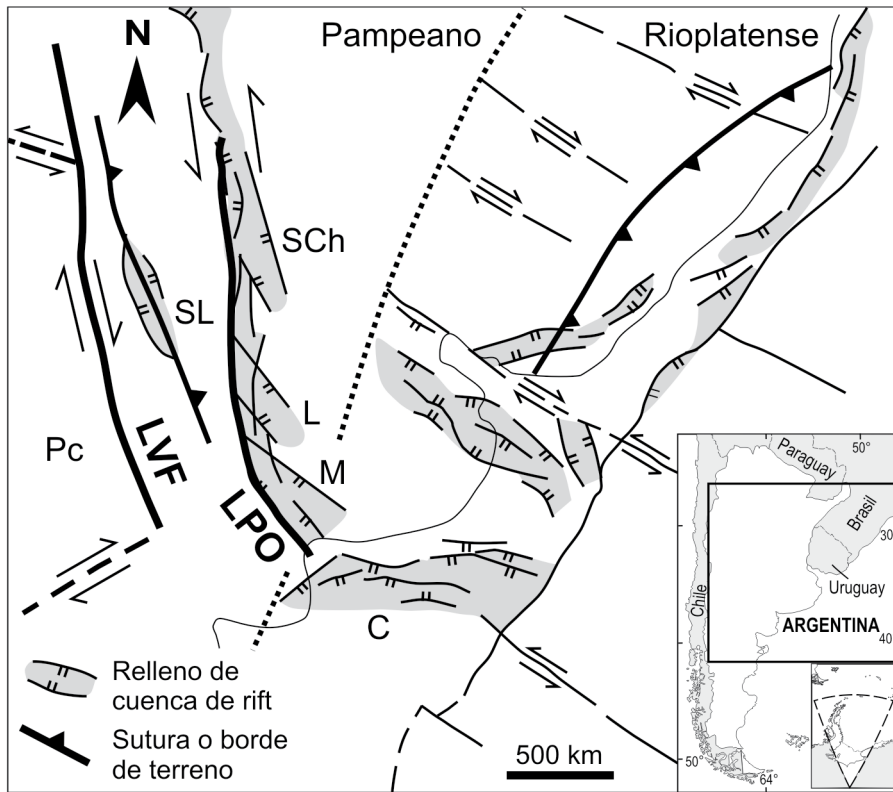 N
Pampeano
Rioplatense
SCh
SL
L
Pc
LVF
M
LPO
C
Relleno de
cuenca de rift
Sutura o borde
de terreno
500 km
50°
Paraguay
Brasil
30
Uruguay
Chile
ARGENTINA
40
50°
64°